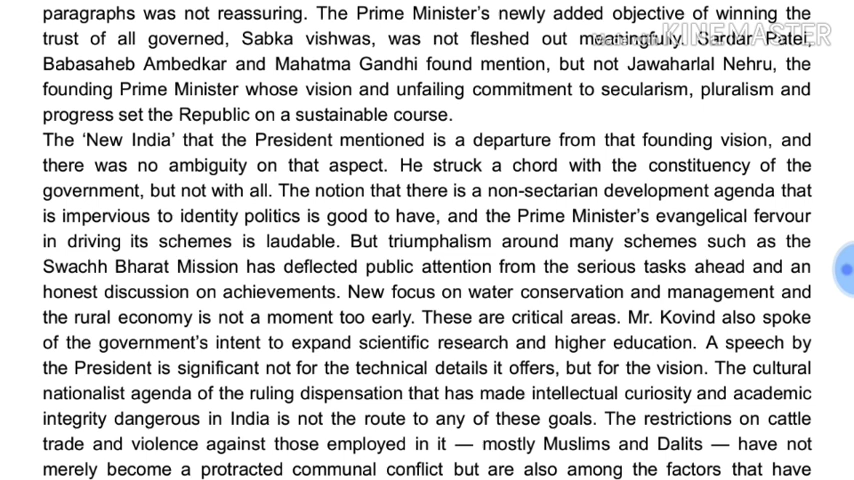 paragraphs was not reassuring. The Prime Minister's newly added objective of winning the
trust of all governed, Sabka vishwas, was not fleshed out meaningfully. Sardar Patel,
KINEMASTER
Babasaheb Ambedkar and Mahatma Gandhi found mention, but not Jawaharlal Nehru, the
founding Prime Minister whose vision and unfailing commitment to secularism, pluralism and
progress set the Republic on a sustainable course.
The ‘New India’ that the President mentioned is a departure from that founding vision, and
there was no ambiguity on that aspect. He struck a chord with the constituency of the
government, but not with all. The notion that there is a non-sectarian development agenda that
is impervious to identity politics is good to have, and the Prime Minister's evangelical fervour
in driving its schemes is laudable. But triumphalism around many schemes such as the
Swachh Bharat Mission has deflected public attention from the serious tasks ahead and an
honest discussion on achievements. New focus on water conservation and management and
the rural economy is not a moment too early. These are critical areas. Mr. Kovind also spoke
of the government's intent to expand scientific research and higher education. A speech by
the President is significant not for the technical details it offers, but for the vision. The cultural
nationalist agenda of the ruling dispensation that has made intellectual curiosity and academic
integrity dangerous in India is not the route to any of these goals. The restrictions on cattle
trade and violence against those employed in it — mostly Muslims and Dalits — have not
merely become a protracted communal conflict but are also among the factors that have